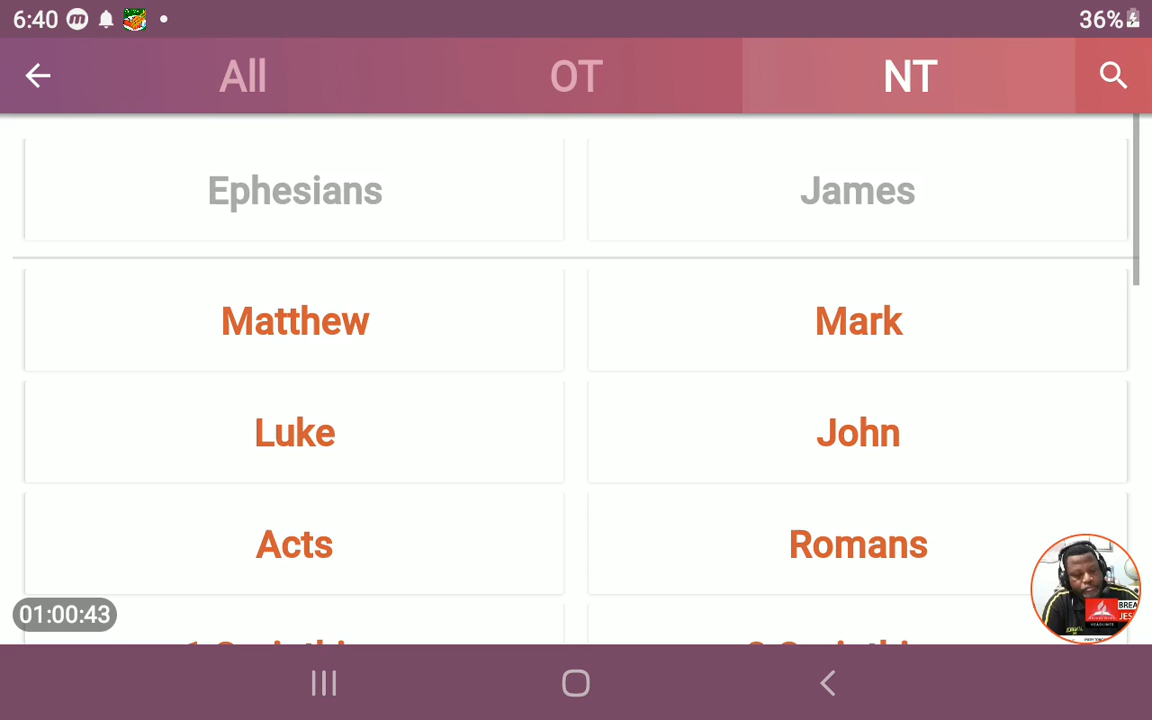 6:40
36%
All OT NT
Ephesians James
Matthew Mark
Luke John
Acts Romans
01:00:43